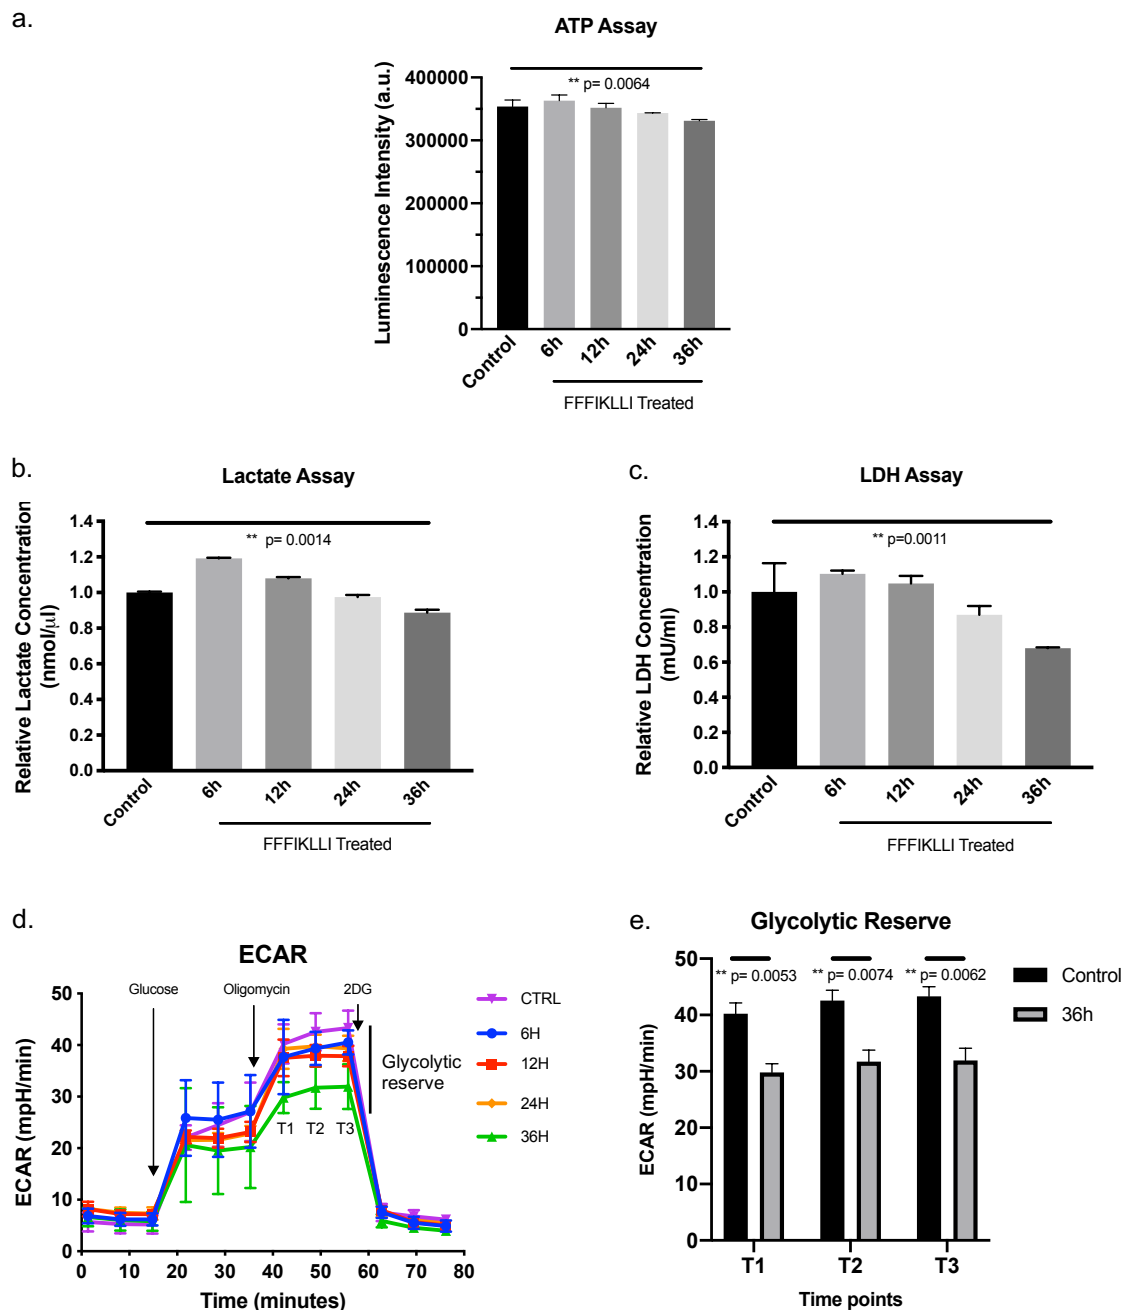 a.
ATP Assay
Luminescence Intensity (a.u.)
400000
300000
200000
100000
0
** p= 0.0064
Control
6h
12h
24h
36h
FFFIKLLI Treated
b.
Lactate Assay
Relative Lactate Concentration
(nmol/µl)
1.4
1.2
1.0
0.8
0.6
0.4
0.2
0.0
** p= 0.0014
Control
6h
12h
24h
36h
FFFIKLLI Treated
c.
LDH Assay
Relative LDH Concentration
(mU/ml)
1.4
1.2
1.0
0.8
0.6
0.4
0.2
0.0
** p=0.0011
Control
6h
12h
24h
36h
FFFIKLLI Treated
d.
ECAR
ECAR (mpH/min)
50
40
30
20
10
0
Glucose
Oligomycin
2DG
T1
T2
T3
Glycolytic
reserve
CTRL
6H
12H
24H
36H
0
10
20
30
40
50
60
70
80
Time (minutes)
e.
Glycolytic Reserve
ECAR (mpH/min)
50
40
30
20
10
0
** p= 0.0053
** p= 0.0074
** p= 0.0062
Control
36h
T1
T2
T3
Time points